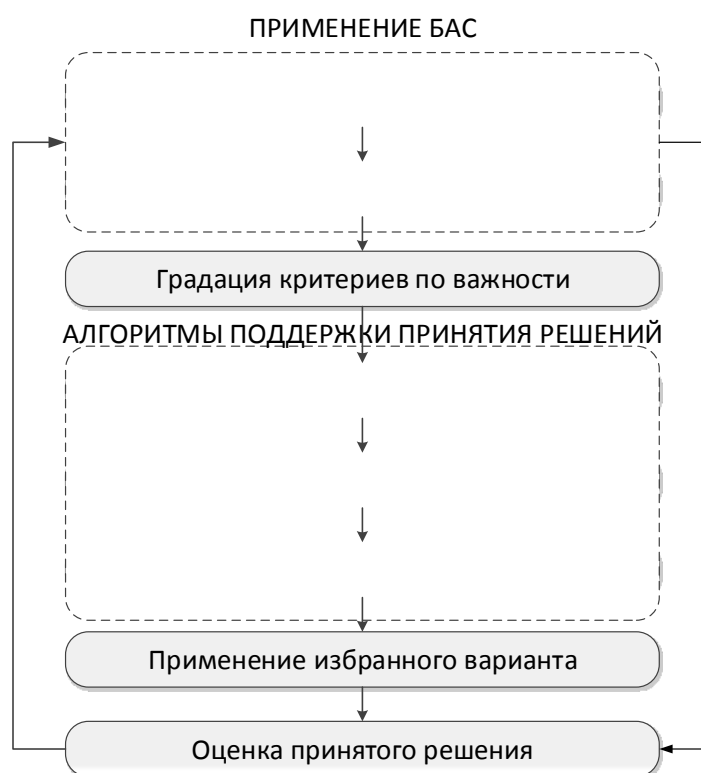 ПРИМЕНЕНИЕ БАС
Градация критериев по важности
АЛГОРИТМЫ ПОДДЕРЖКИ ПРИНЯТИЯ РЕШЕНИЙ
Применение избранного варианта
Оценка принятого решения